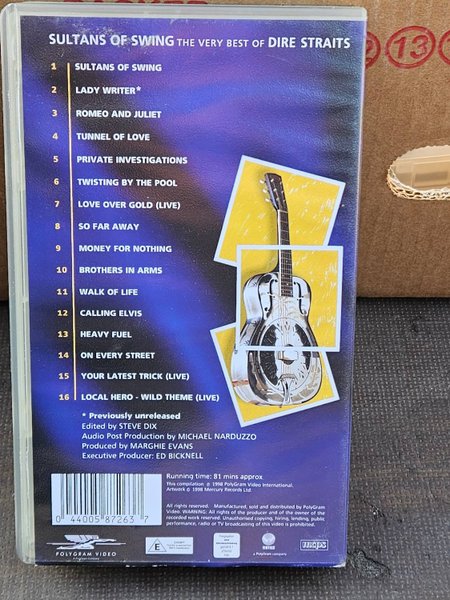 SULTANS OF SWING THE VERY BEST OF DIRE STRAITS
1 SULTANS OF SWING
2 LADY WRITER*
3 ROMEO AND JULIET
4 TUNNEL OF LOVE
5 PRIVATE INVESTIGATIONS
6 TWISTING BY THE POOL
7 LOVE OVER GOLD (LIVE)
8 SO FAR AWAY
9 MONEY FOR NOTHING
10 BROTHERS IN ARMS
11 WALK OF LIFE
12 CALLING ELVIS
13 HEAVY FUEL
14 ON EVERY STREET
15 YOUR LATEST TRICK (LIVE)
16 LOCAL HERO - WILD THEME (LIVE)
* Previously unreleased
Edited by STEVE DIX
Audio Post Production by MICHAEL NARDUZZO
Produced by MARGHIE EVANS
Executive Producer: ED BICKNELL
Running time: 81 mins approx
This compilation @ 1998 PolyGram Video International.
Artwork @ 1998 Mercury Records Ltd.
All rights reserved. Manufactured, sold and distributed by PolyGram
Video. WARNING: All rights of the producer and of the owner of the
recorded work reserved. Unauthorised copying, hiring, lending, public
performance, radio or TV broadcasting of this video is prohibited.
0 44005 87263 7
POLYGRAM VIDEO
E
a PolyGram company
mcps
13